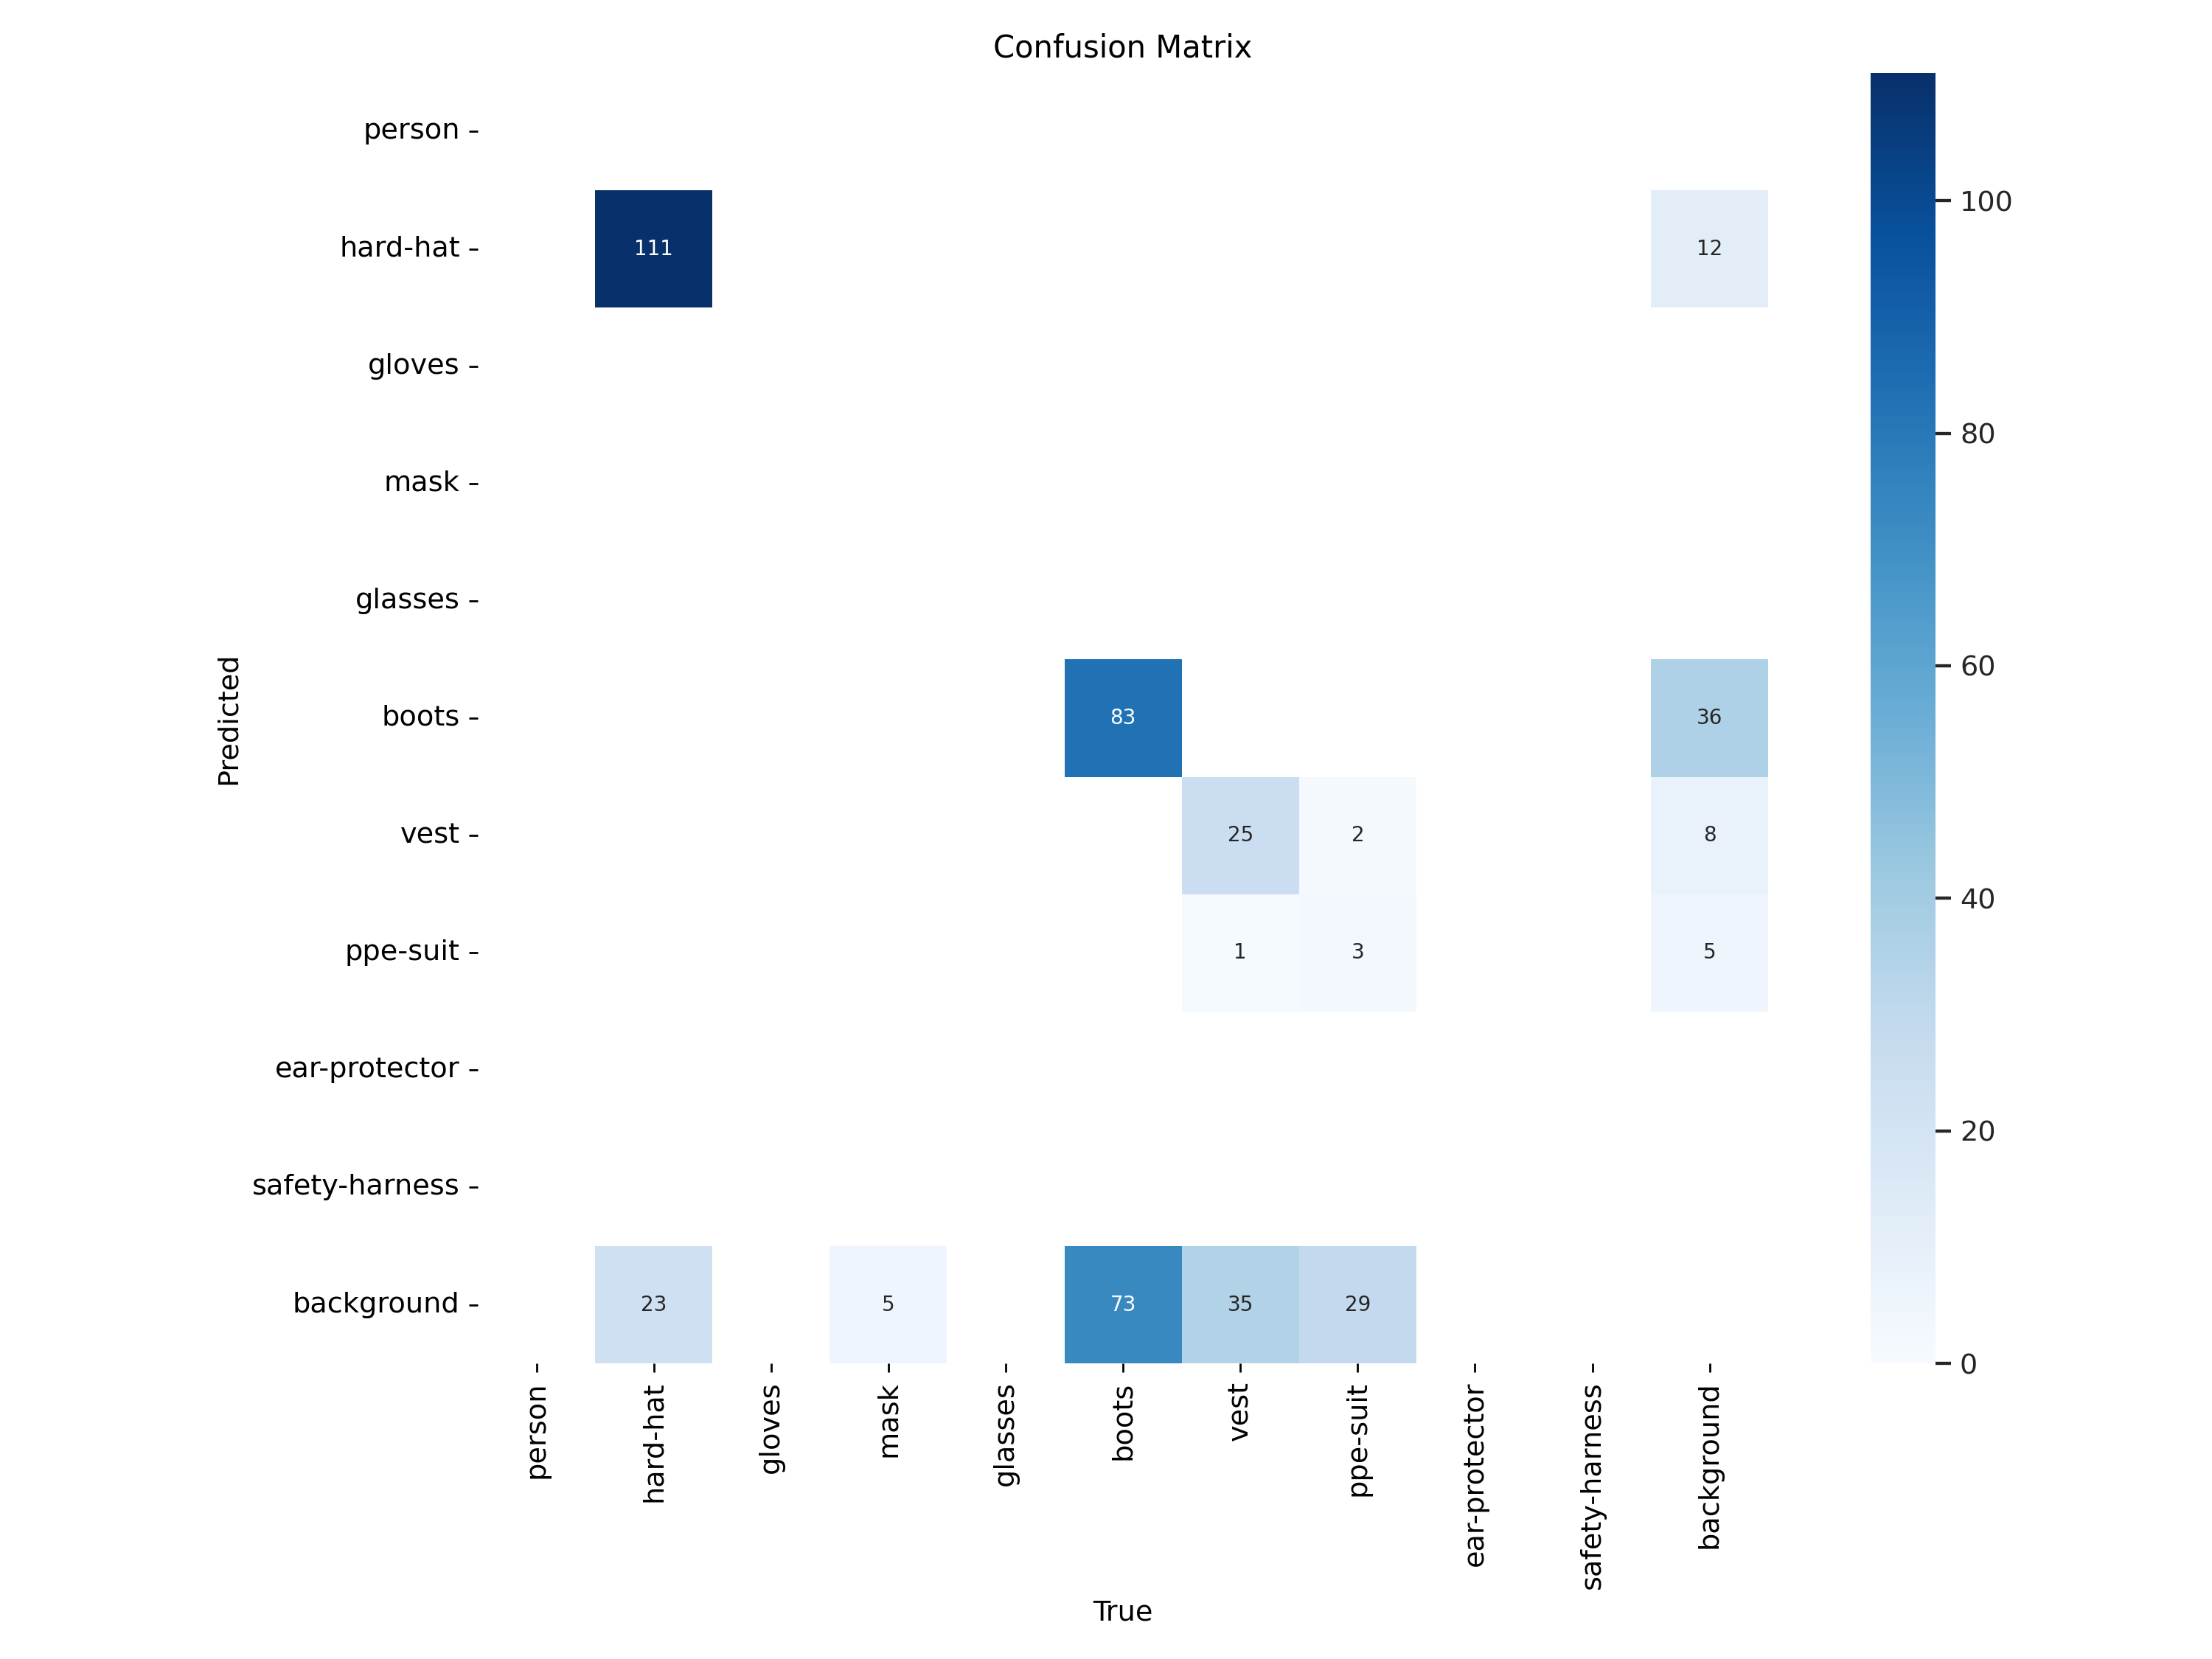 Confusion Matrix
person
hard-hat 111 12
gloves
mask
glasses
boots 83 36
vest 25 2 8
ppe-suit 1 3 5
ear-protector
safety-harness
background 23 5 73 35 29
Predicted
person hard-hat gloves mask glasses boots vest ppe-suit ear-protector safety-harness background
True
100
80
60
40
20
0